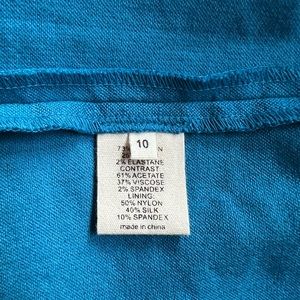 10
2% ELASTANE
CONTRAST
61% ACETATE
37% VISCOSE
2% SPANDEX
LINING:
50% NYLON
40% SILK
10% SPANDEX
made in china